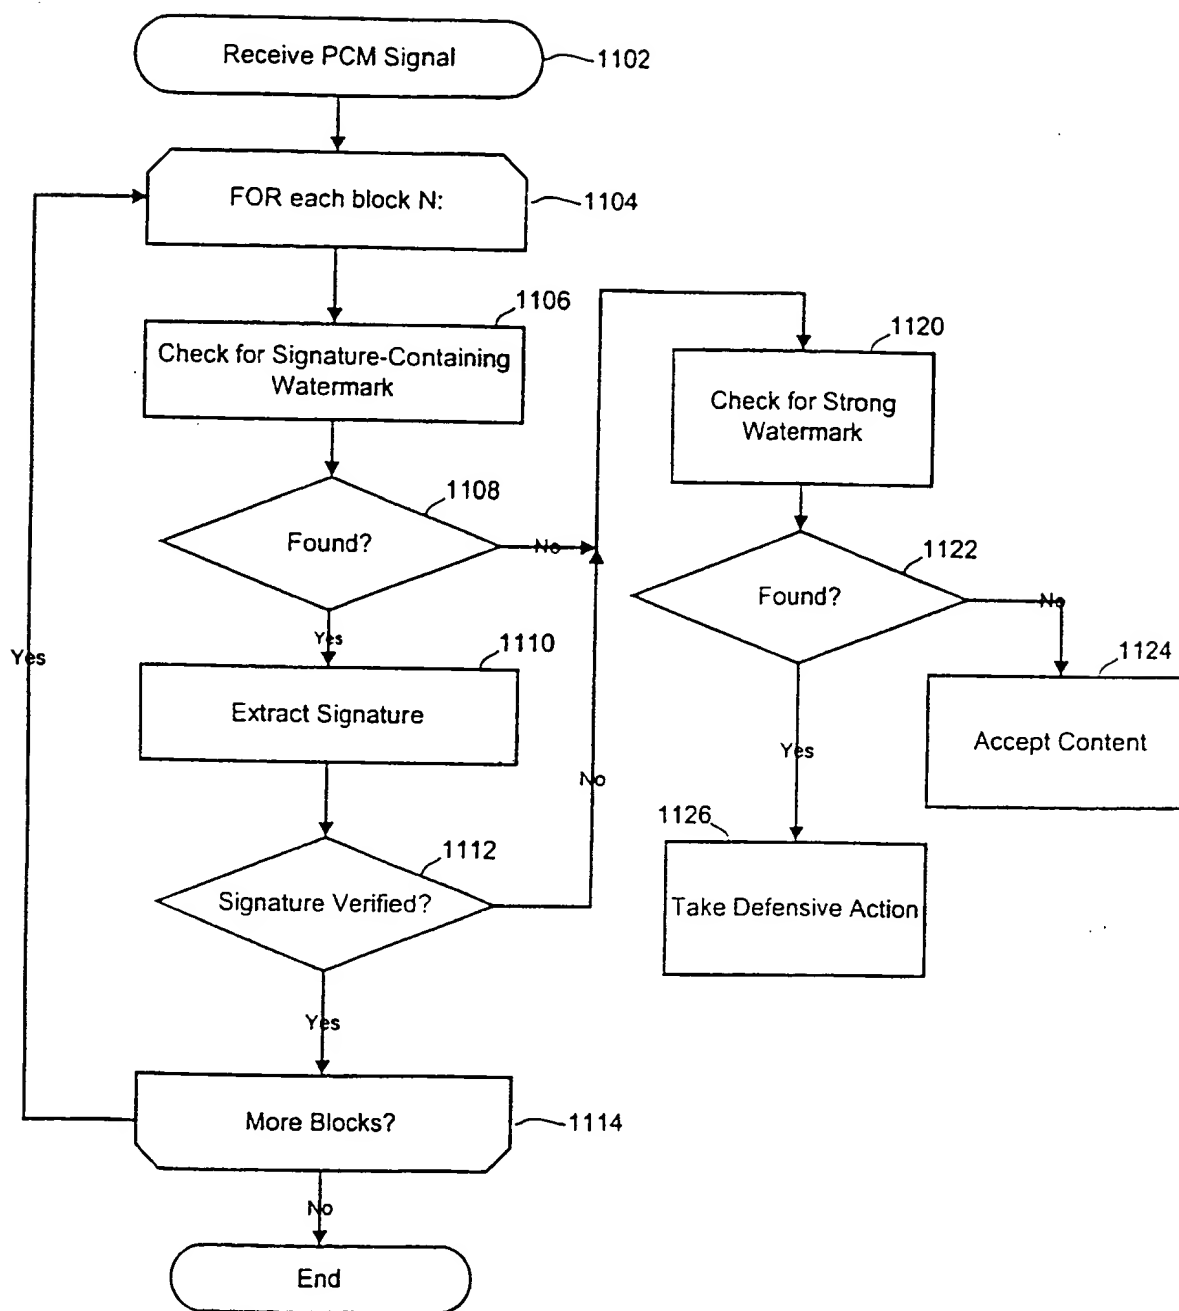 Receive PCM Signal
1102
FOR each block N:
1104
1106
Check for Signature-Containing
Watermark
1108
Found?
No
Yes
1110
Extract Signature
1112
Signature Verified?
No
Yes
More Blocks?
1114
Yes
No
End
1120
Check for Strong
Watermark
1122
Found?
No
Yes
1124
Accept Content
1126
Take Defensive Action